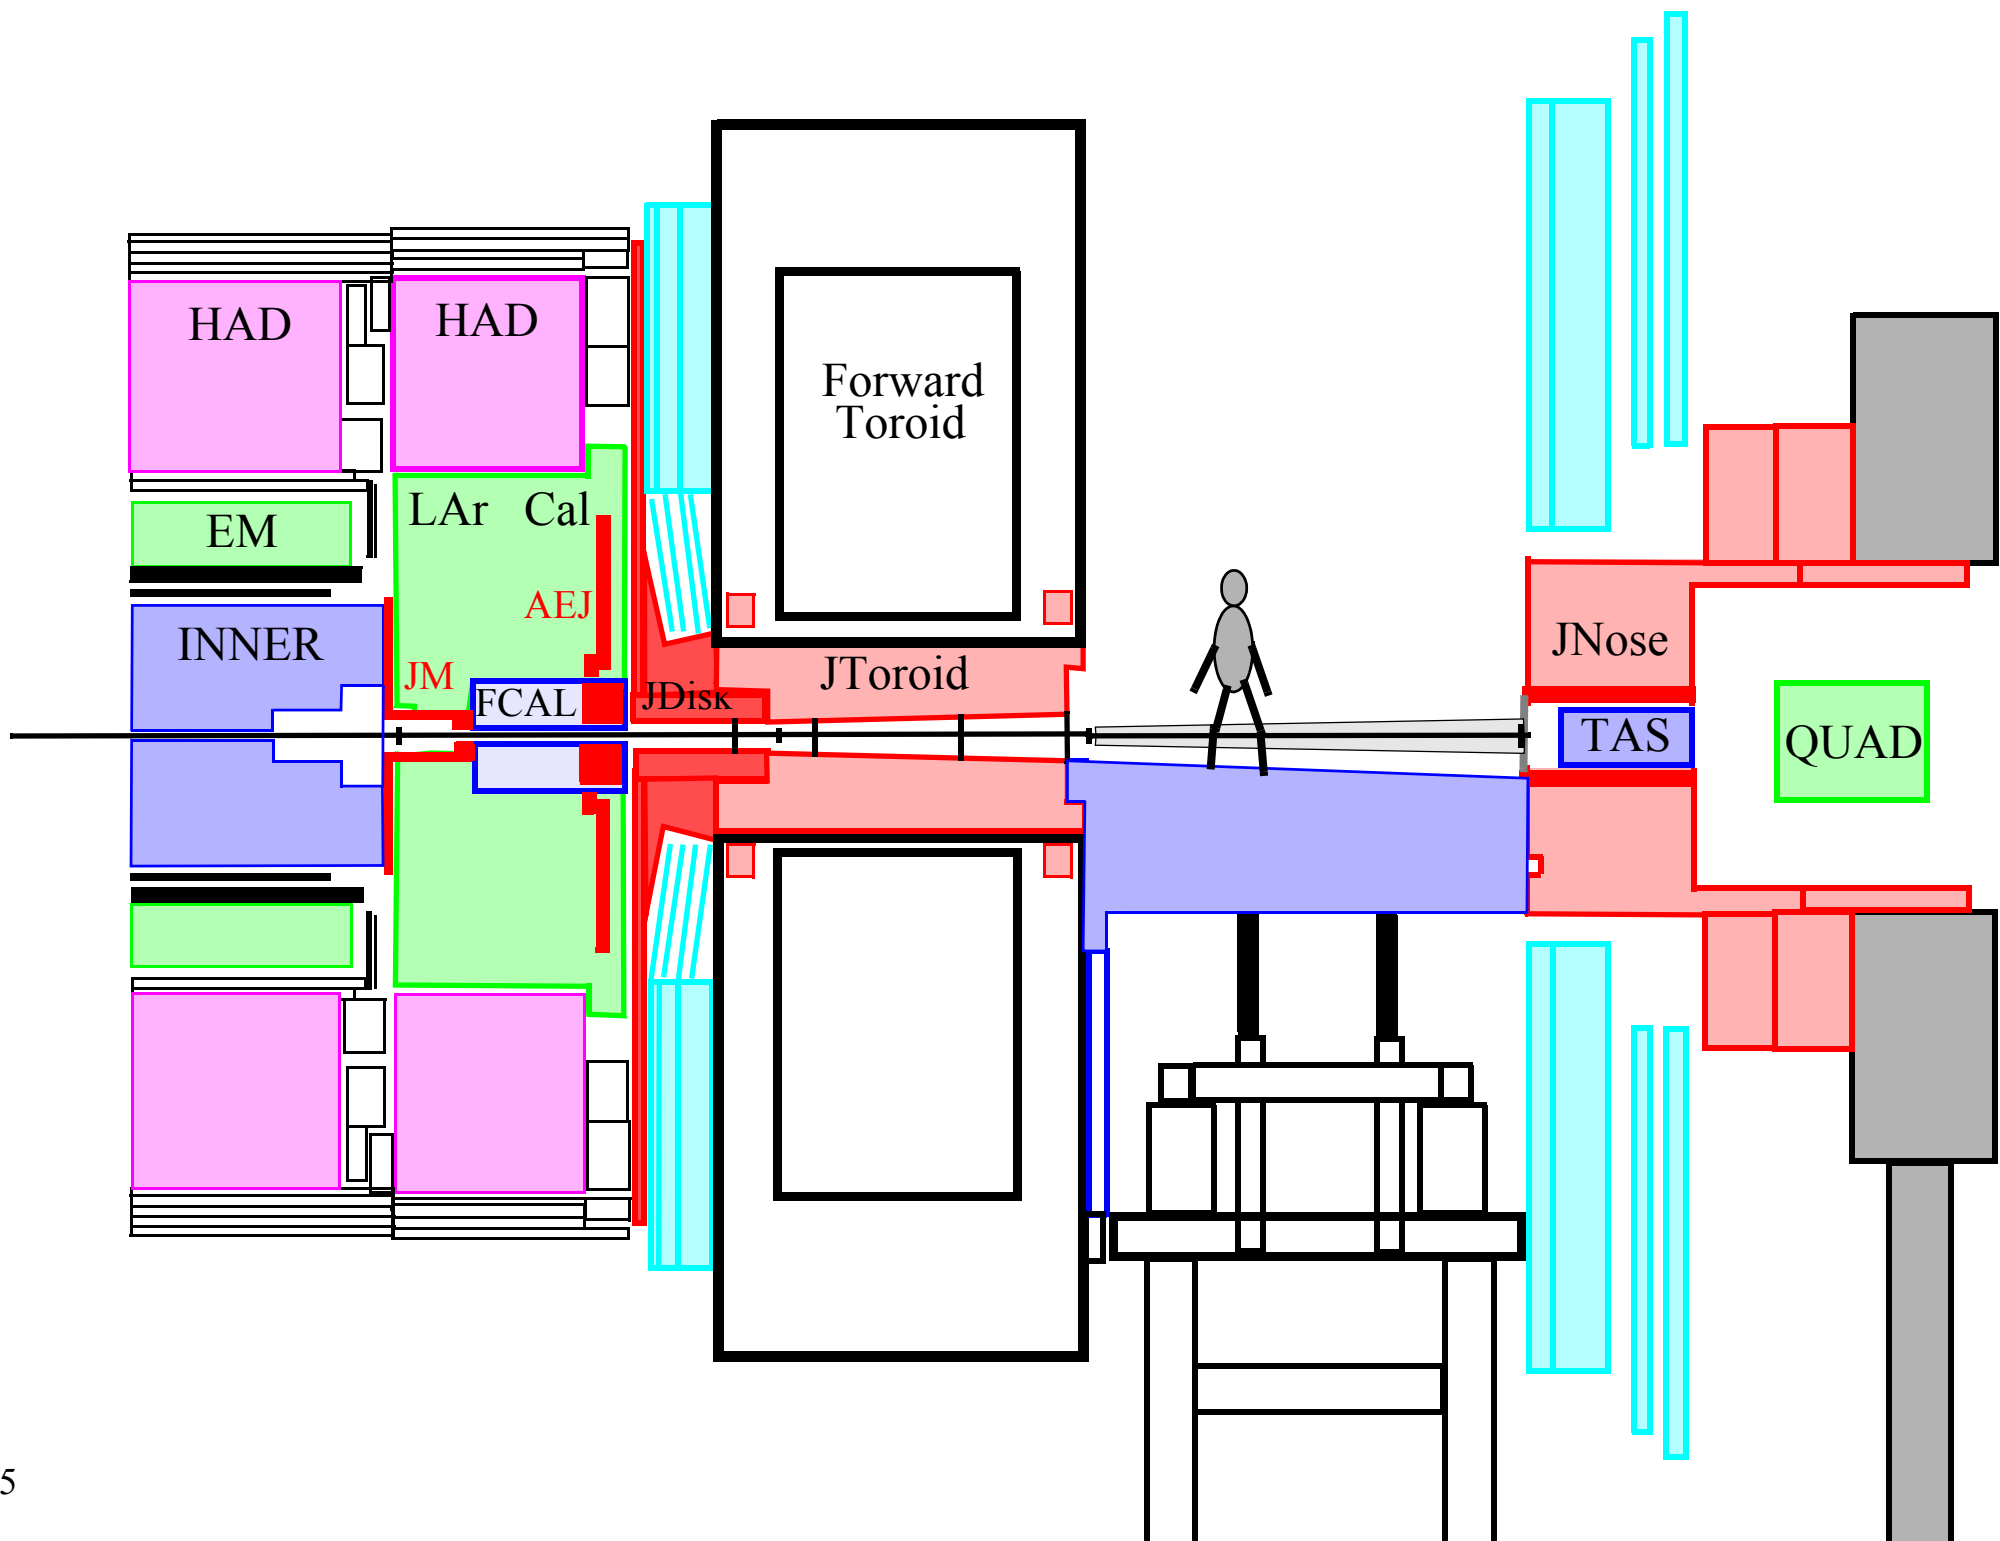 HAD
HAD
Forward
Toroid
LAr Cal
EM
AEJ
INNER
JNose
JM
JToroid
FCAL
JDisk
TAS
QUAD
5